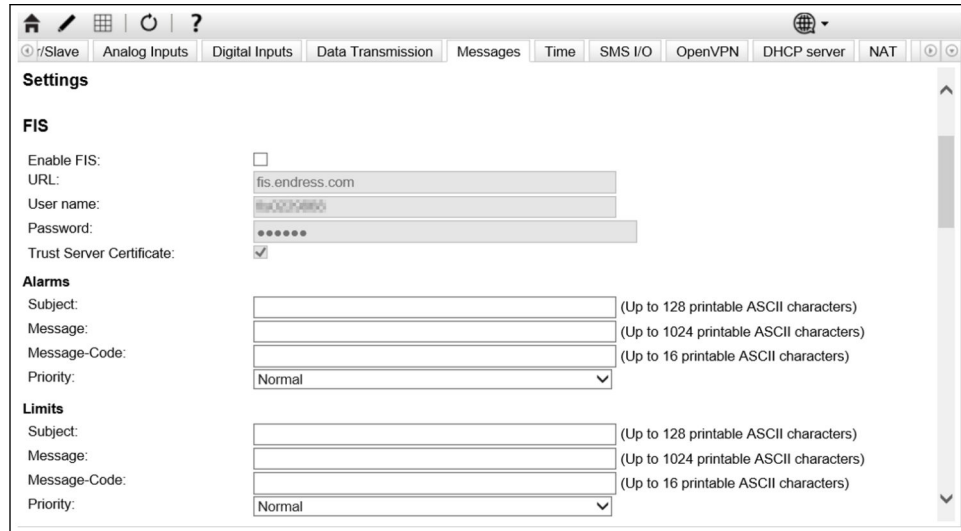 ?
r/Slave Analog Inputs Digital Inputs Data Transmission Messages Time SMS I/O OpenVPN DHCP server NAT
Settings
FIS
Enable FIS:
URL: fis.endress.com
User name:
Password: ●●●●●●
Trust Server Certificate:
Alarms
Subject: (Up to 128 printable ASCII characters)
Message: (Up to 1024 printable ASCII characters)
Message-Code: (Up to 16 printable ASCII characters)
Priority: Normal
Limits
Subject: (Up to 128 printable ASCII characters)
Message: (Up to 1024 printable ASCII characters)
Message-Code: (Up to 16 printable ASCII characters)
Priority: Normal